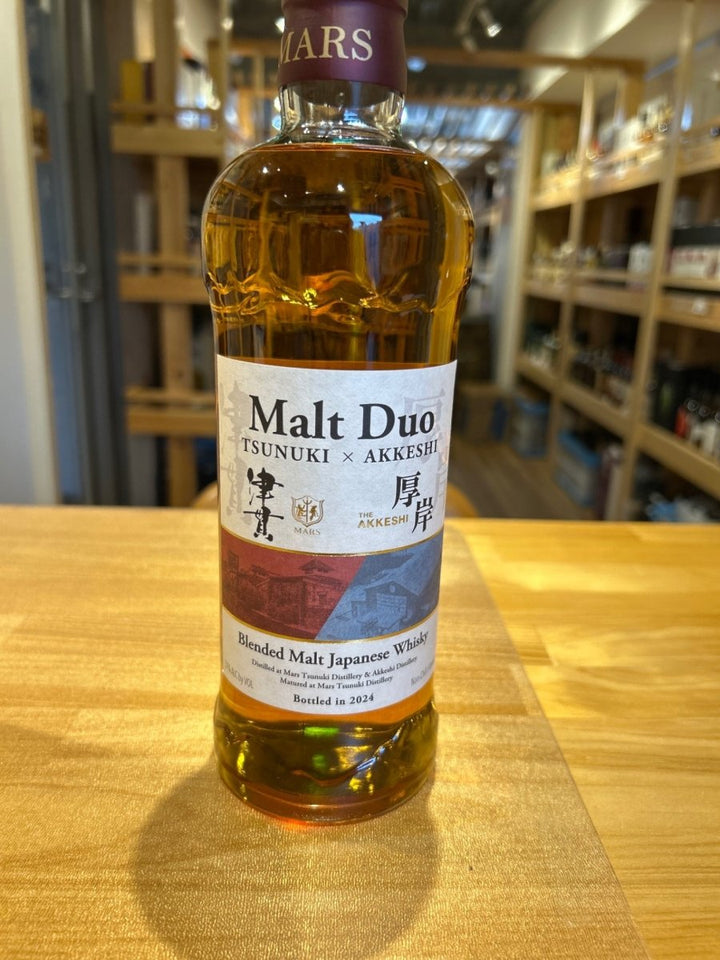 MARS
Malt Duo
TSUNUKI × AKKESHI
津貫
MARS
THE
AKKESHI
厚岸
Blended Malt Japanese Whisky
Distilled at Mars Tsunuki Distillery & Akkeshi Distillery
Matured at Mars Tsunuki Distillery
Bottled in 2024